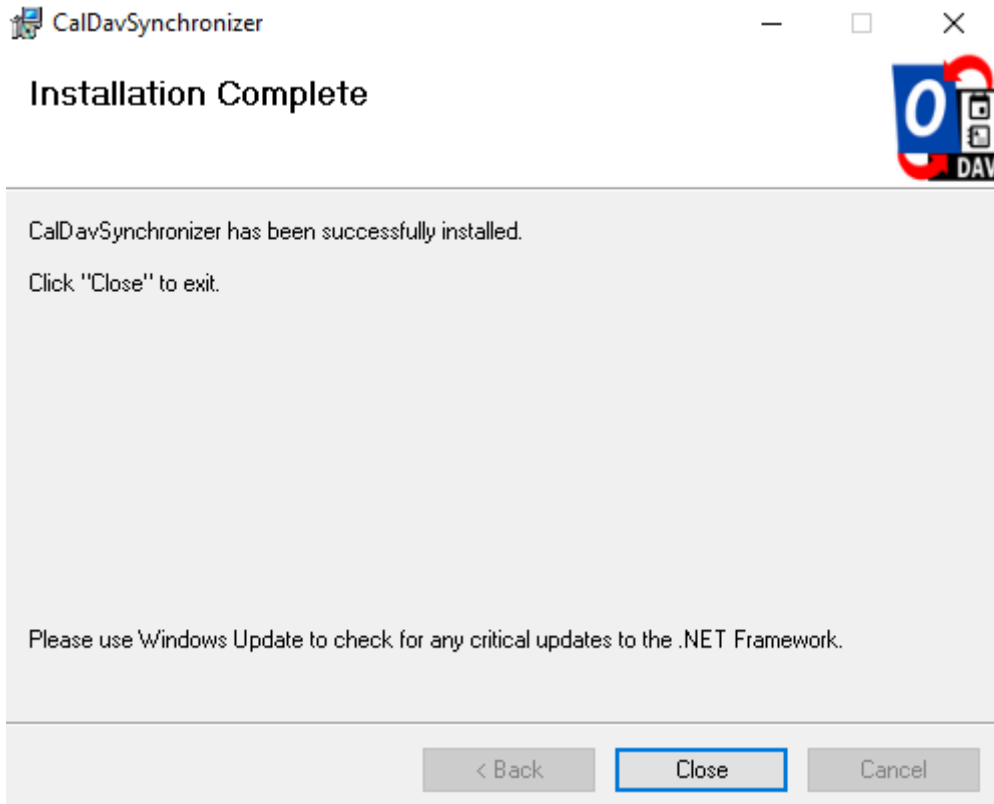 CalDavSynchronizer
Installation Complete
O
DAV
CalDavSynchronizer has been successfully installed.
Click "Close" to exit.
Please use Windows Update to check for any critical updates to the .NET Framework.
< Back
Close
Cancel